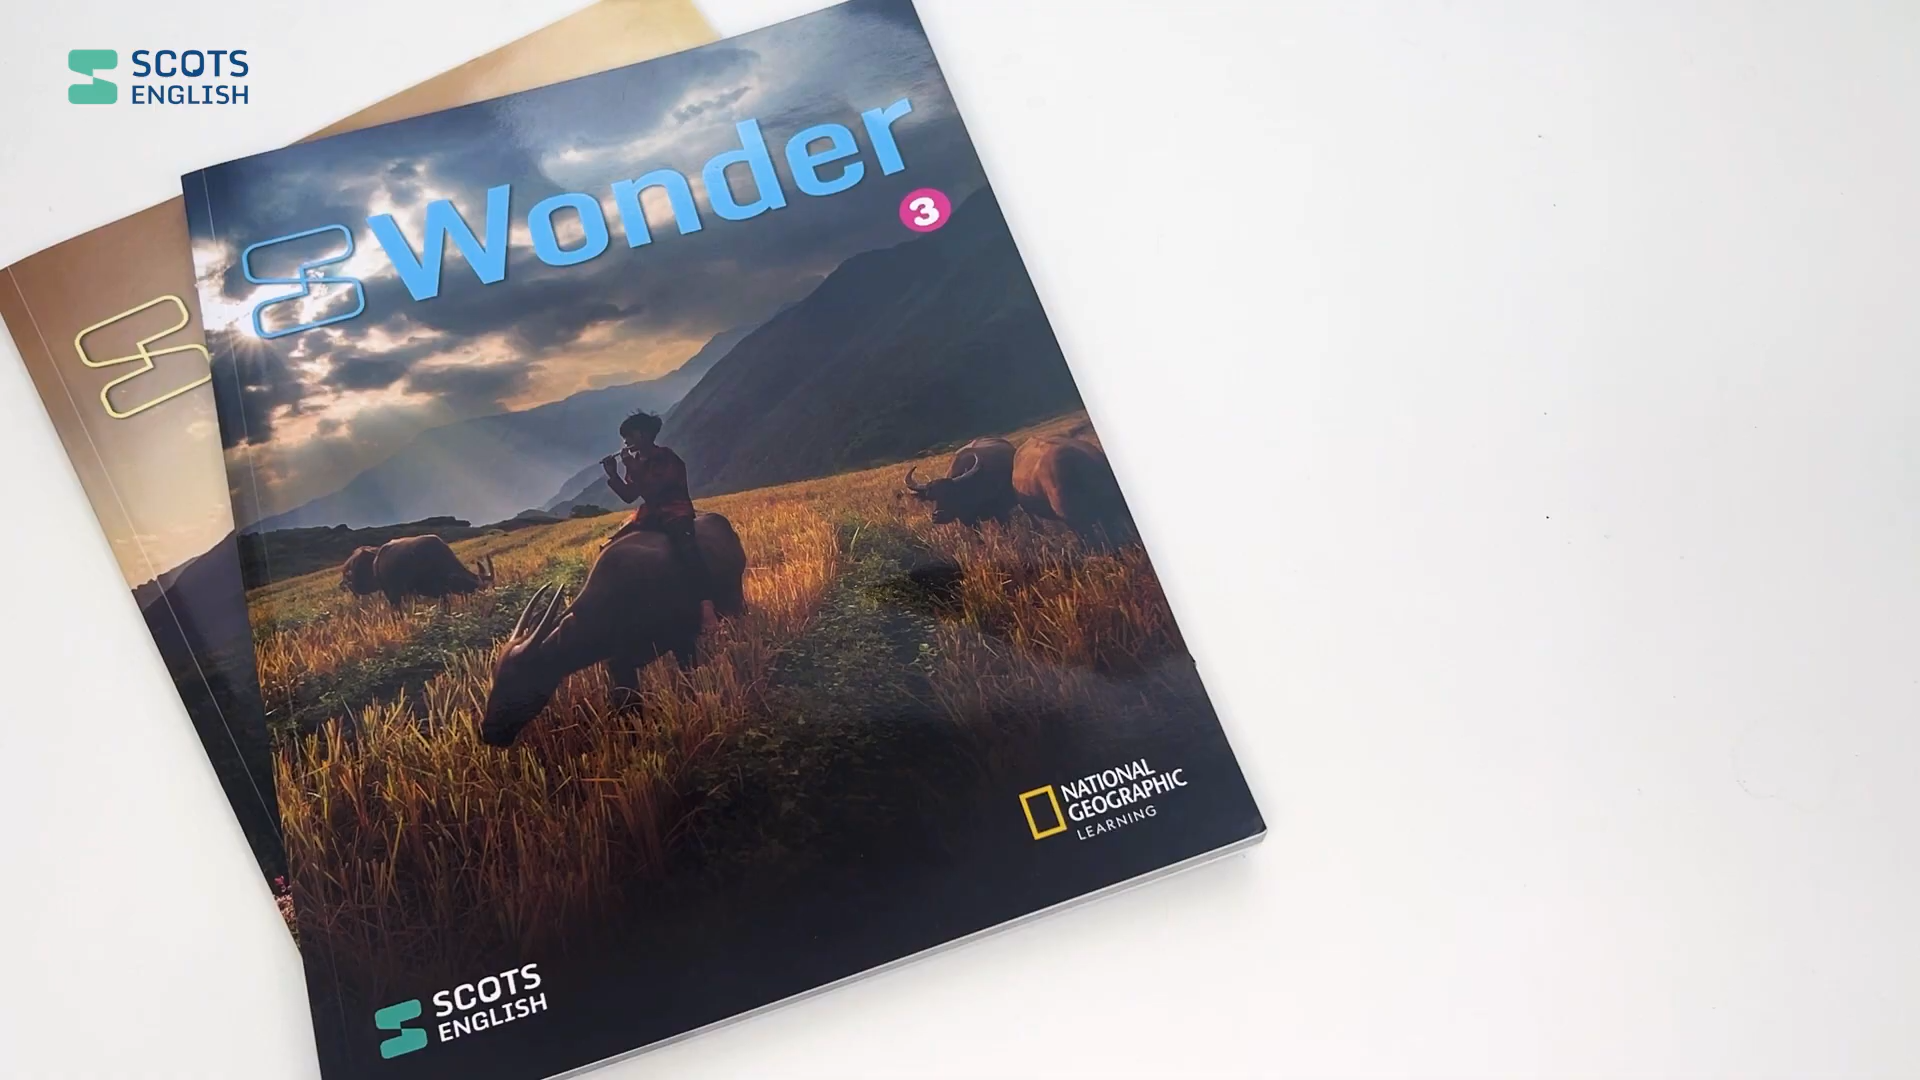 SCOTS
ENGLISH
Wonder
3
NATIONAL
GEOGRAPHIC
LEARNING
SCOTS
ENGLISH